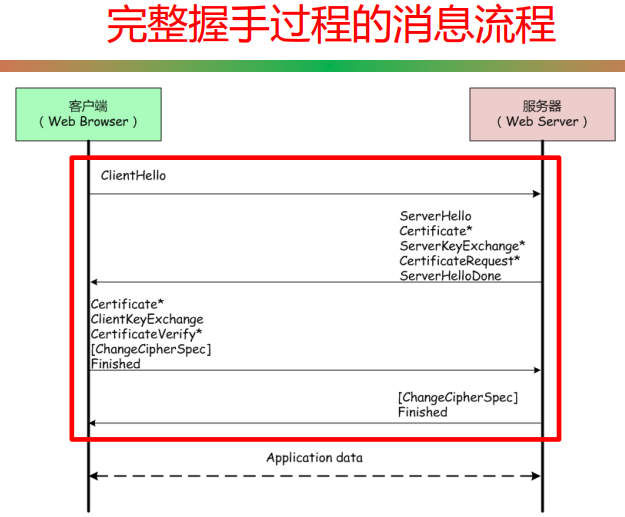 完整握手过程的消息流程
客户端
( Web Browser )
服务器
( Web Server )
ClientHello
ServerHello
Certificate*
ServerKeyExchange*
CertificateRequest*
ServerHelloDone
Certificate*
ClientKeyExchange
CertificateVerify*
[ChangeCipherSpec]
Finished
[ChangeCipherSpec]
Finished
Application data